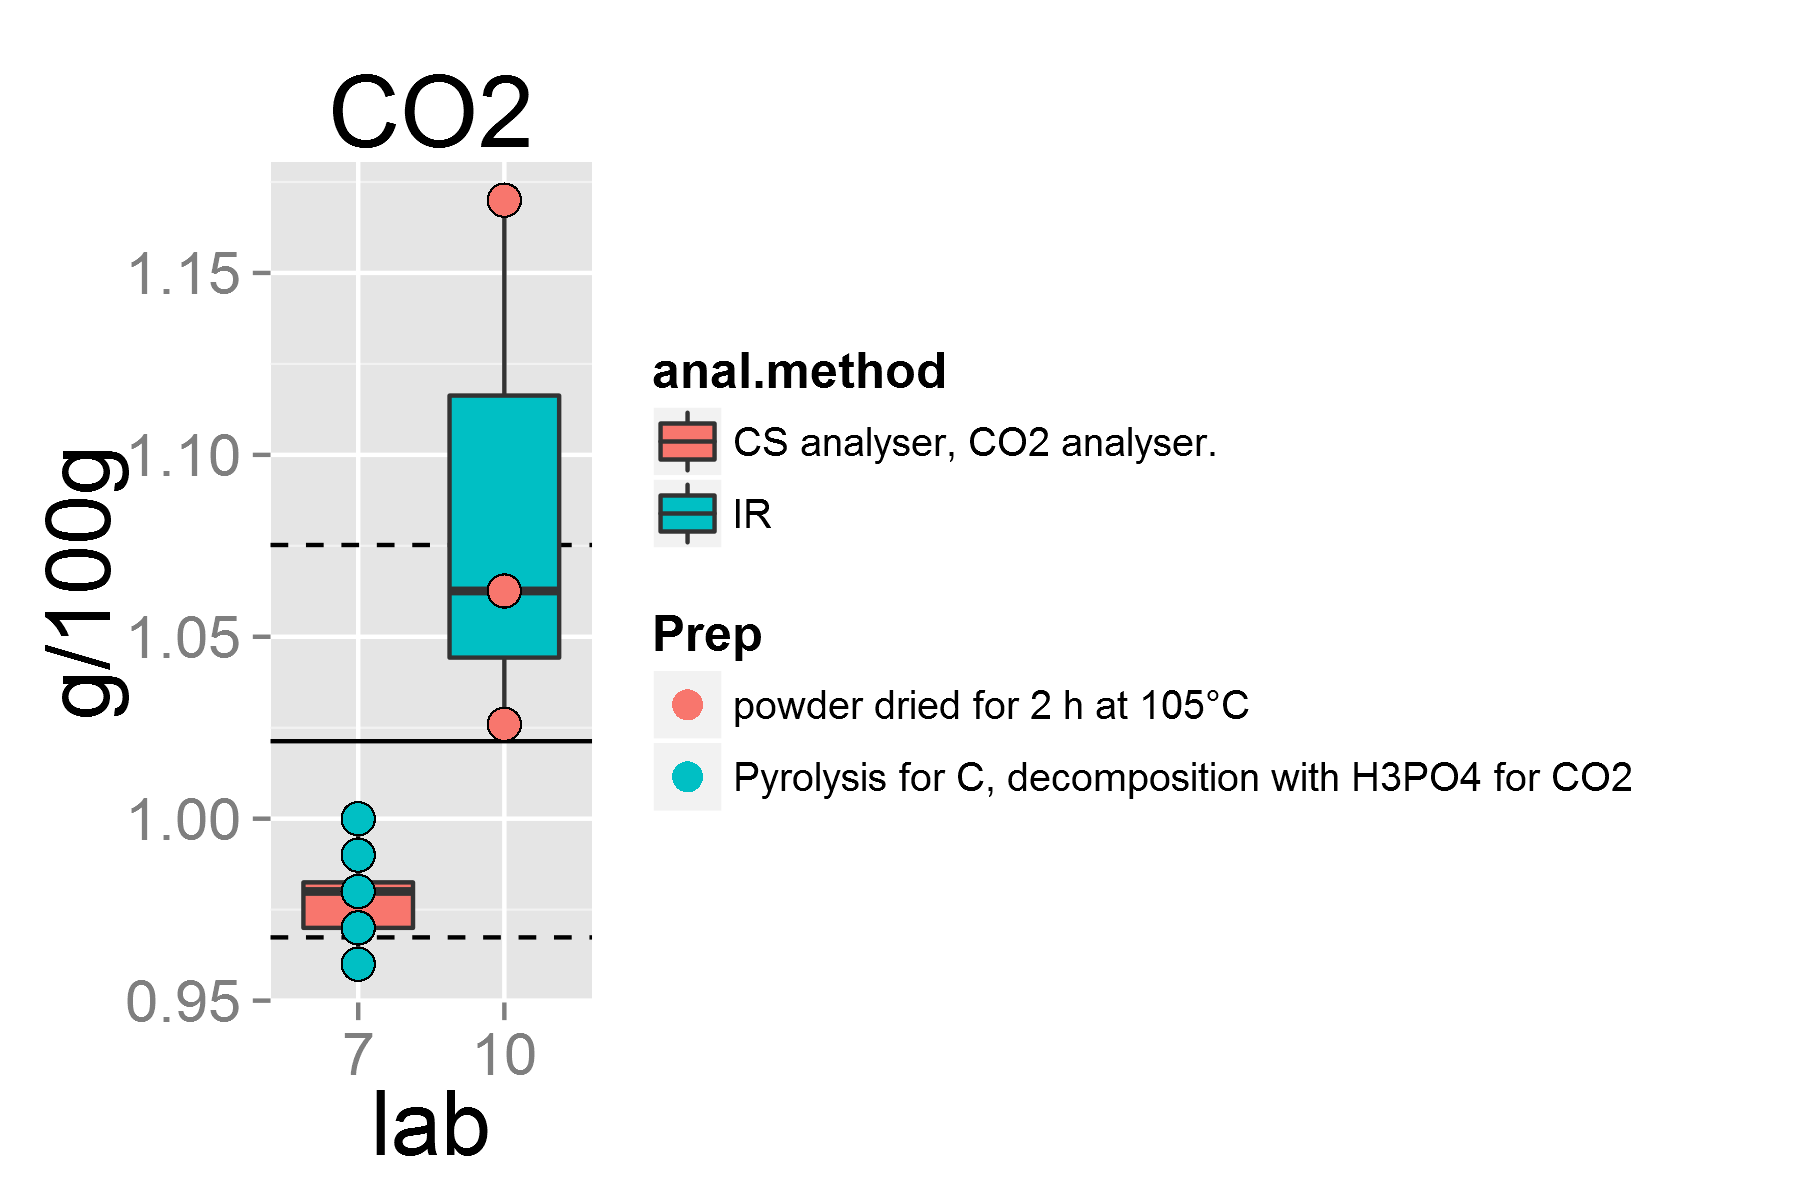 CO2
g/100g
1.15
1.10
1.05
1.00
0.95
7 10
lab
anal.method
CS analyser, CO2 analyser.
IR
Prep
powder dried for 2 h at 105°C
Pyrolysis for C, decomposition with H3PO4 for CO2